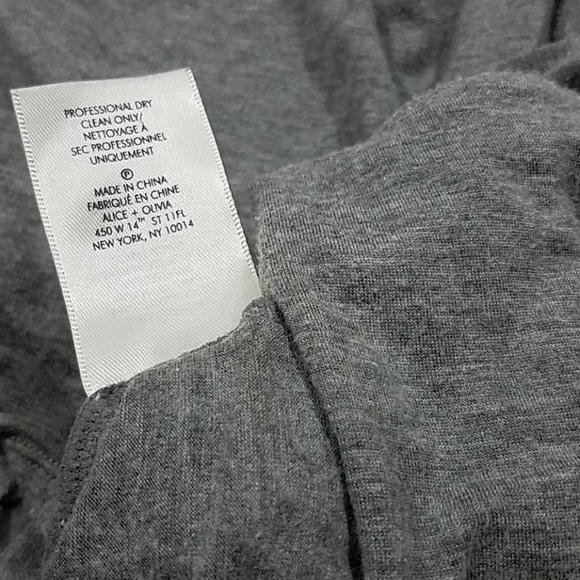 PROFESSIONAL DRY
CLEAN ONLY/
NETTOYAGE À
SEC PROFESSIONNEL
UNIQUEMENT
Ⓟ
MADE IN CHINA
FABRIQUÉ EN CHINE
ALICE + OLIVIA
450 W 14TH ST 11FL
NEW YORK, NY 10014